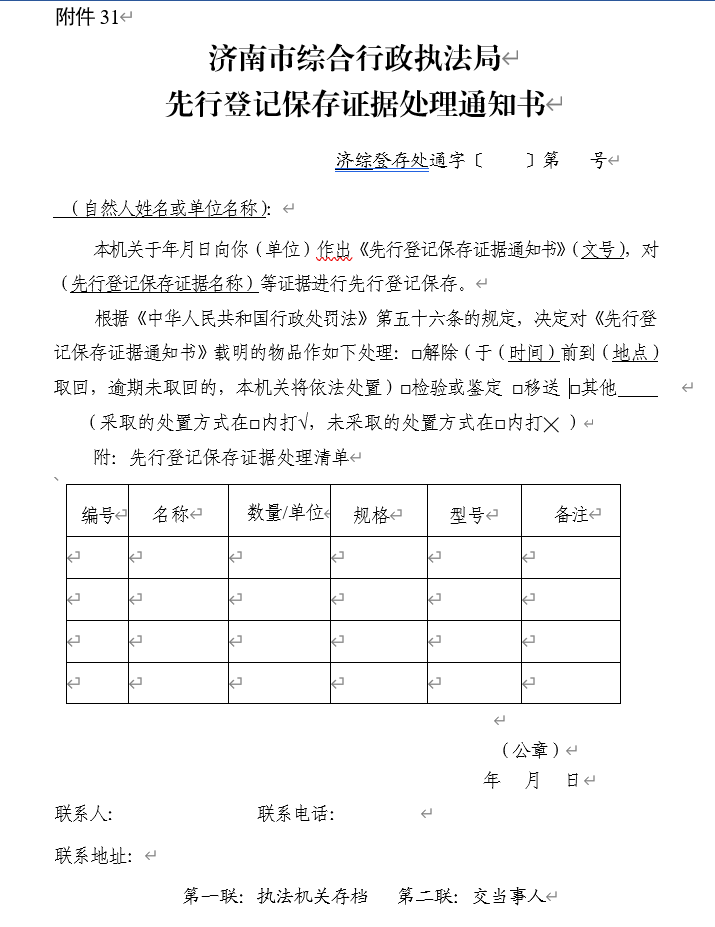 附件 31
济南市综合行政执法局
先行登记保存证据处理通知书
济综登存处通字〔　　〕第　号
（自然人姓名或单位名称）：
本机关于年月日向你（单位）作出《先行登记保存证据通知书》（文号），对
（先行登记保存证据名称）等证据进行先行登记保存。
根据《中华人民共和国行政处罚法》第五十六条的规定，决定对《先行登
记保存证据通知书》载明的物品作如下处理：□解除（于（时间）前到（地点）
取回，逾期未取回的，本机关将依法处置）□检验或鉴定 □移送 □其他____
（采取的处置方式在□内打√，未采取的处置方式在□内打╳ ）
附：先行登记保存证据处理清单
编号 名称 数量/单位 规格 型号 备注
（公章）
年　月　日
联系人：　　　　联系电话：
联系地址：
第一联：执法机关存档　第二联：交当事人